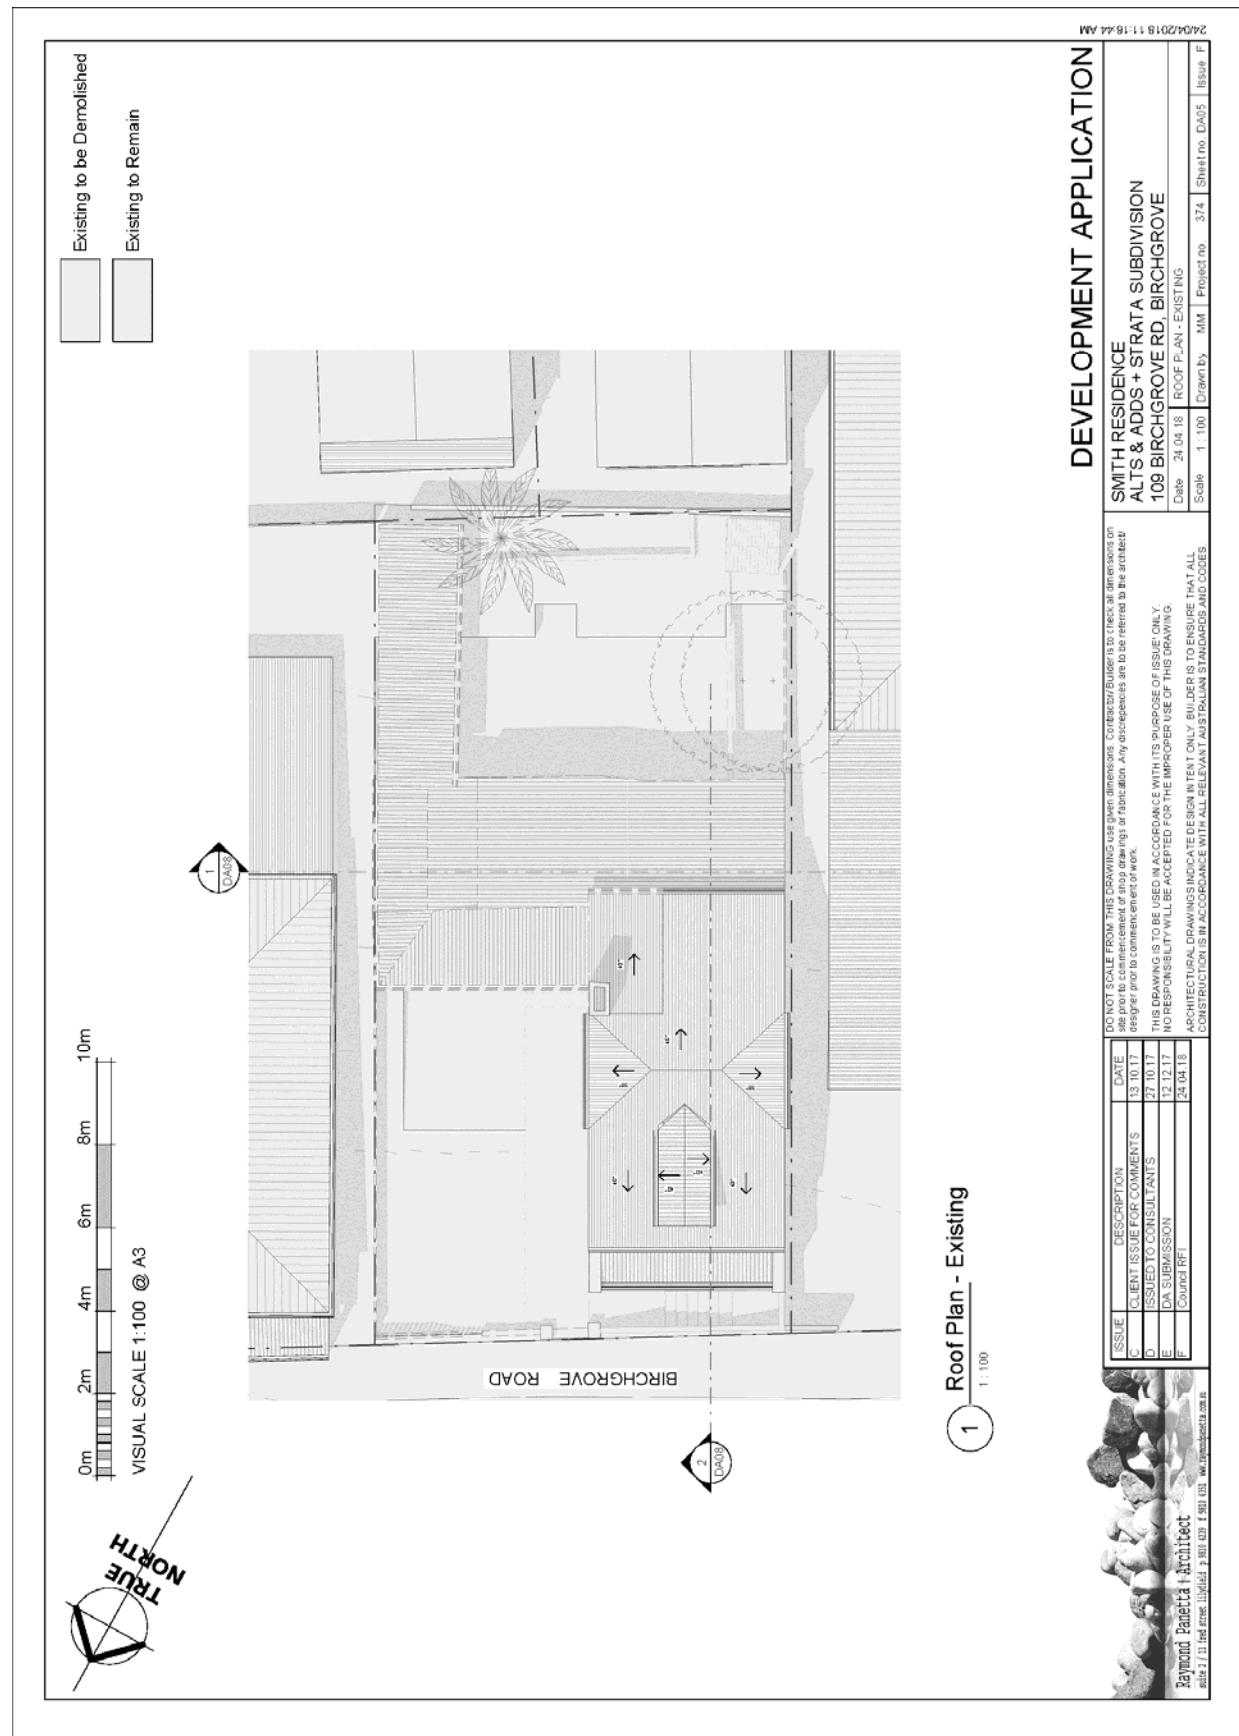 24/04/2018 11:16:44 AM
Existing to be Demolished
Existing to Remain
TRUE
NORTH
0m 2m 4m 6m 8m 10m
VISUAL SCALE 1:100 @ A3
1
DA08
2
DA08
BIRCHGROVE ROAD
1
Roof Plan - Existing
1 : 100
DEVELOPMENT APPLICATION
Raymond Panetta | Architect
ISSUE DESCRIPTION DATE
C CLIENT ISSUE FOR COMMENTS 13.10.17
D ISSUED TO CONSULTANTS 27.10.17
E DA SUBMISSION 12.12.17
F Council RFI 24.04.18
DO NOT SCALE FROM THIS DRAWING use given dimensions. Contractor/Builder is to check all dimensions on
site prior to commencement of shop drawings or fabrication. Any discrepencies are to be referred to the architect/
designer prior to commencement of work.
THIS DRAWING IS TO BE USED IN ACCORDANCE WITH ITS 'PURPOSE OF ISSUE' ONLY.
NO RESPONSIBILITY WILL BE ACCEPTED FOR THE IMPROPER USE OF THIS DRAWING.
ARCHITECTURAL DRAWINGS INDICATE DESIGN INTENT ONLY. BUILDER IS TO ENSURE THAT ALL
CONSTRUCTION IS IN ACCORDANCE WITH ALL RELEVANT AUSTRALIAN STANDARDS AND CODES
SMITH RESIDENCE
ALTS & ADDS + STRATA SUBDIVISION
109 BIRCHGROVE RD, BIRCHGROVE
Date 24.04.18 ROOF PLAN - EXISTING
Scale 1 : 100 Drawn by MM Project no 374 Sheet no. DA05 Issue F